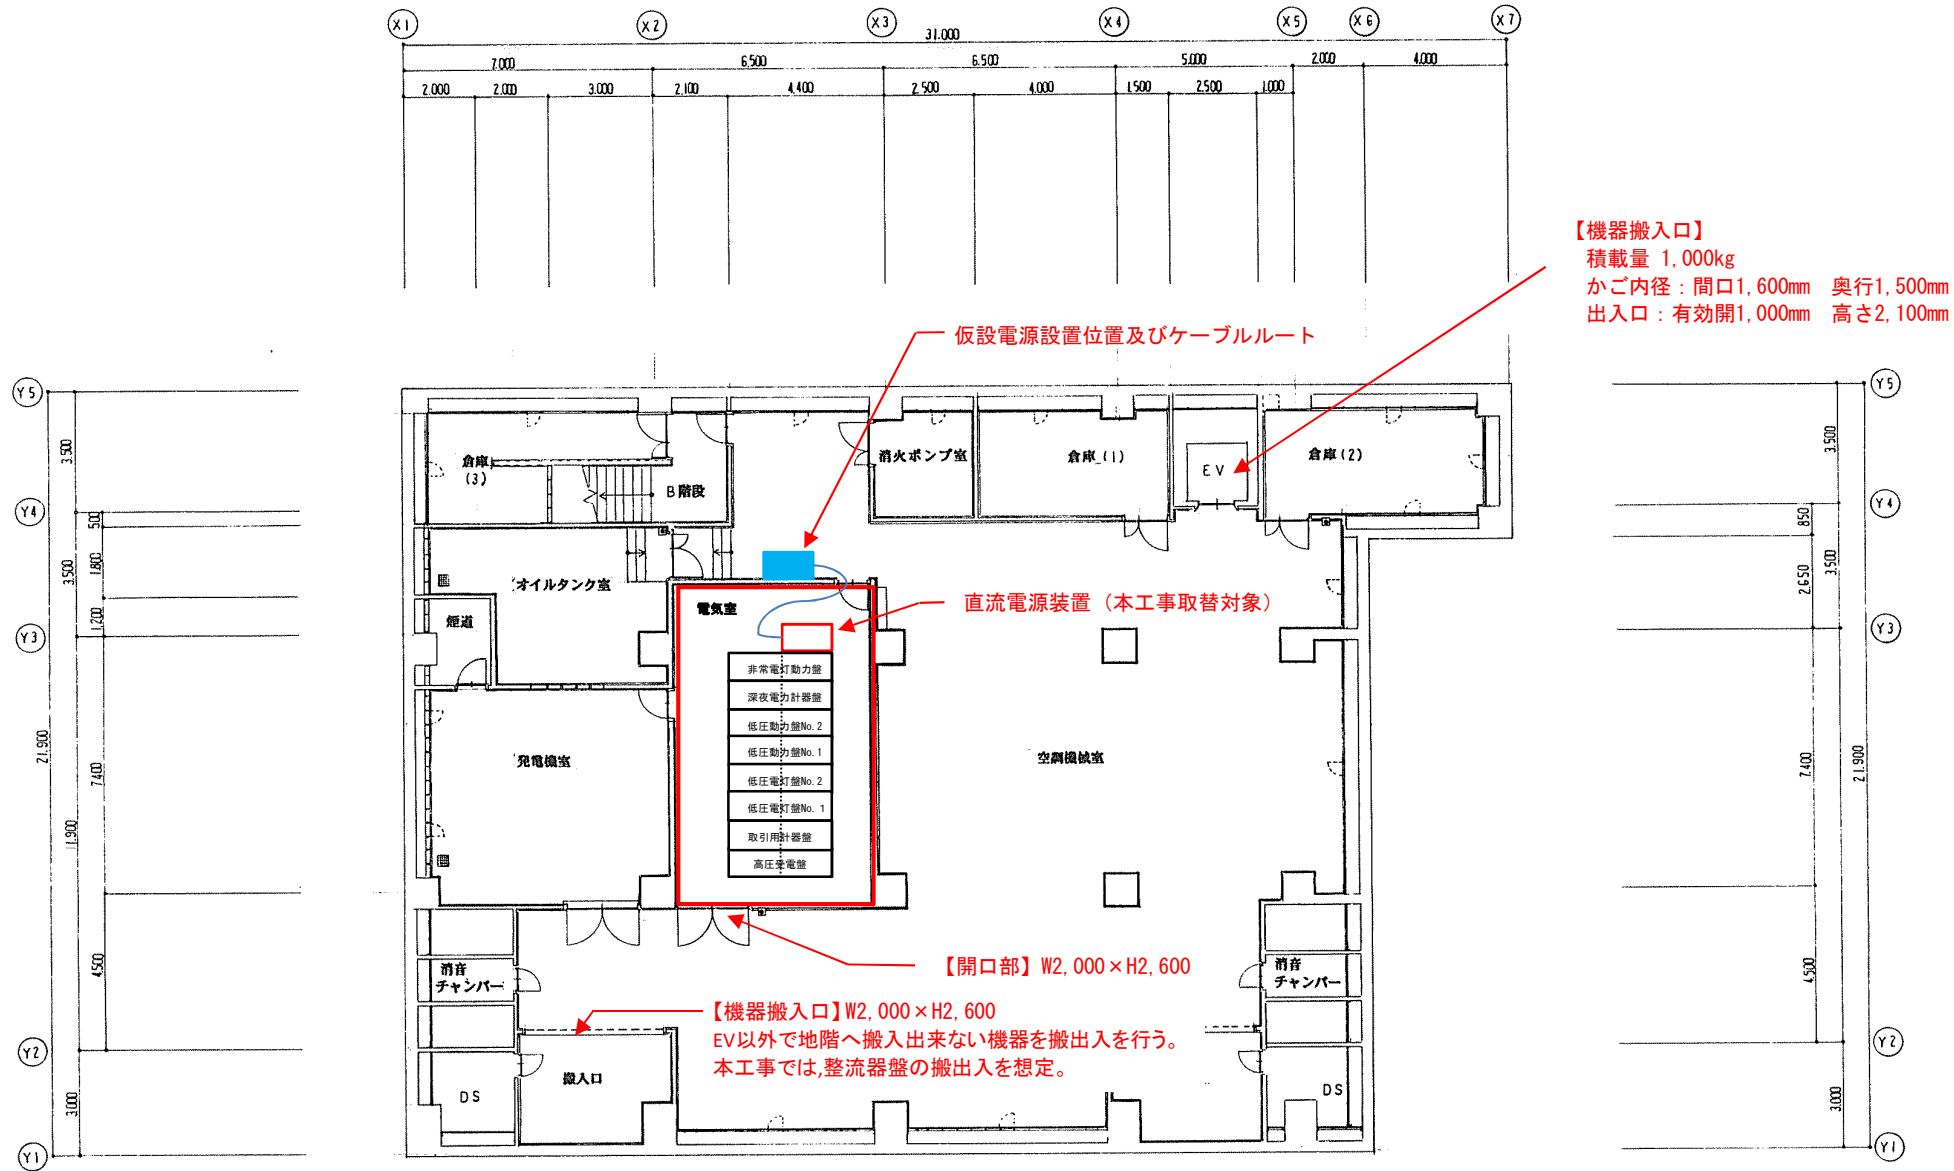 X1 X2 X3 X4 X5 X6 X7
31.000
7.000 6.500 6.500 5.000 2.000 4.000
2.000 2.000 3.000 2.100 4.400 2.500 4.000 1.500 2.500 1.000
【機器搬入口】
積載量 1,000kg
かご内径：間口1,600mm 奥行1,500mm
出入口：有効開1,000mm 高さ2,100mm
仮設電源設置位置及びケーブルルート
Y5
Y4
Y3
Y2
Y1
3.500
500
3.500
1.800
1.200
21.900
7.400
11.900
4.500
3.000
倉庫
(3)
B階段
消火ポンプ室
倉庫(1)
EV
倉庫(2)
オイルタンク室
煙道
電気室
直流電源装置（本工事取替対象）
非常電灯動力盤
深夜電力計器盤
低圧動力盤No.2
低圧動力盤No.1
低圧電灯盤No.2
低圧電灯盤No.1
取引用計器盤
高圧受電盤
発電機室
空調機械室
【開口部】W2,000×H2,600
消音
チャンバー
消音
チャンバー
【機器搬入口】W2,000×H2,600
EV以外で地階へ搬入出来ない機器を搬出入を行う。
本工事では,整流器盤の搬出入を想定。
搬入口
DS
DS
Y5
Y4
Y3
Y2
Y1
3.500
850
3.500
2.650
7.400
21.900
4.500
3.000